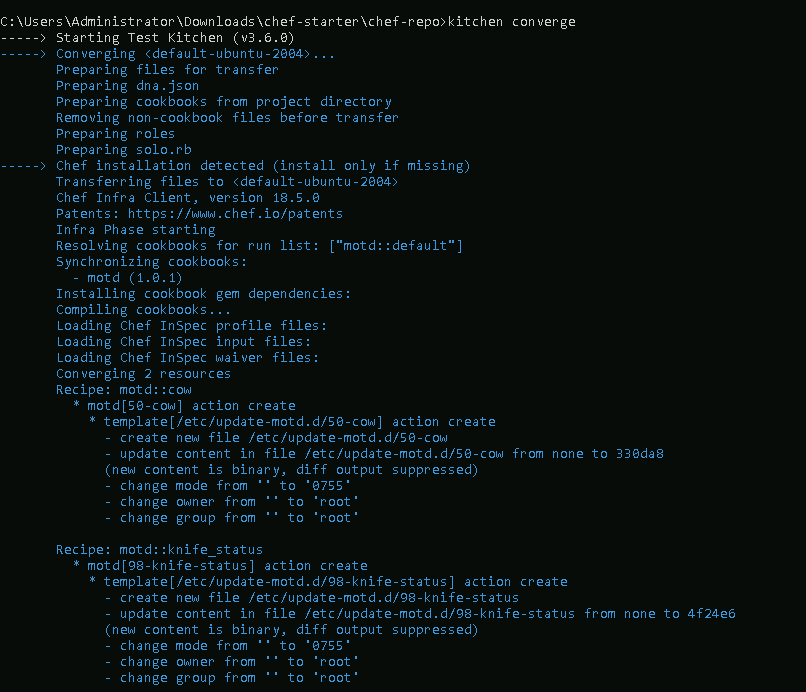 C:\Users\Administrator\Downloads\chef-starter\chef-repo>kitchen converge
-----> Starting Test Kitchen (v3.6.0)
-----> Converging <default-ubuntu-2004>...
Preparing files for transfer
Preparing dna.json
Preparing cookbooks from project directory
Removing non-cookbook files before transfer
Preparing roles
Preparing solo.rb
-----> Chef installation detected (install only if missing)
Transferring files to <default-ubuntu-2004>
Chef Infra Client, version 18.5.0
Patents: https://www.chef.io/patents
Infra Phase starting
Resolving cookbooks for run list: ["motd::default"]
Synchronizing cookbooks:
- motd (1.0.1)
Installing cookbook gem dependencies:
Compiling cookbooks...
Loading Chef InSpec profile files:
Loading Chef InSpec input files:
Loading Chef InSpec waiver files:
Converging 2 resources
Recipe: motd::cow
* motd[50-cow] action create
* template[/etc/update-motd.d/50-cow] action create
- create new file /etc/update-motd.d/50-cow
- update content in file /etc/update-motd.d/50-cow from none to 330da8
(new content is binary, diff output suppressed)
- change mode from '' to '0755'
- change owner from '' to 'root'
- change group from '' to 'root'
Recipe: motd::knife_status
* motd[98-knife-status] action create
* template[/etc/update-motd.d/98-knife-status] action create
- create new file /etc/update-motd.d/98-knife-status
- update content in file /etc/update-motd.d/98-knife-status from none to 4f24e6
(new content is binary, diff output suppressed)
- change mode from '' to '0755'
- change owner from '' to 'root'
- change group from '' to 'root'